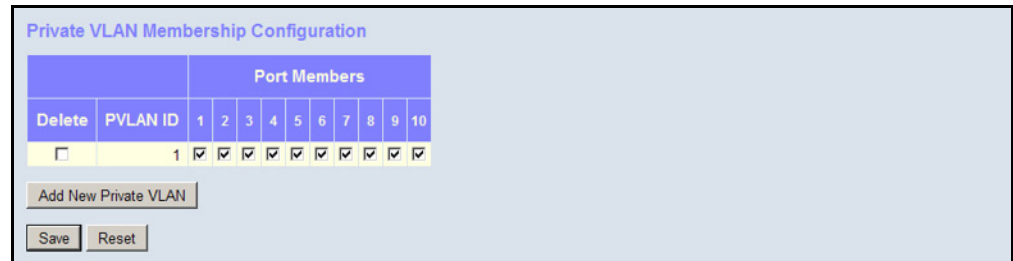 Private VLAN Membership Configuration
Port Members
Delete PVLAN ID 1 2 3 4 5 6 7 8 9 10
1
Add New Private VLAN
Save Reset